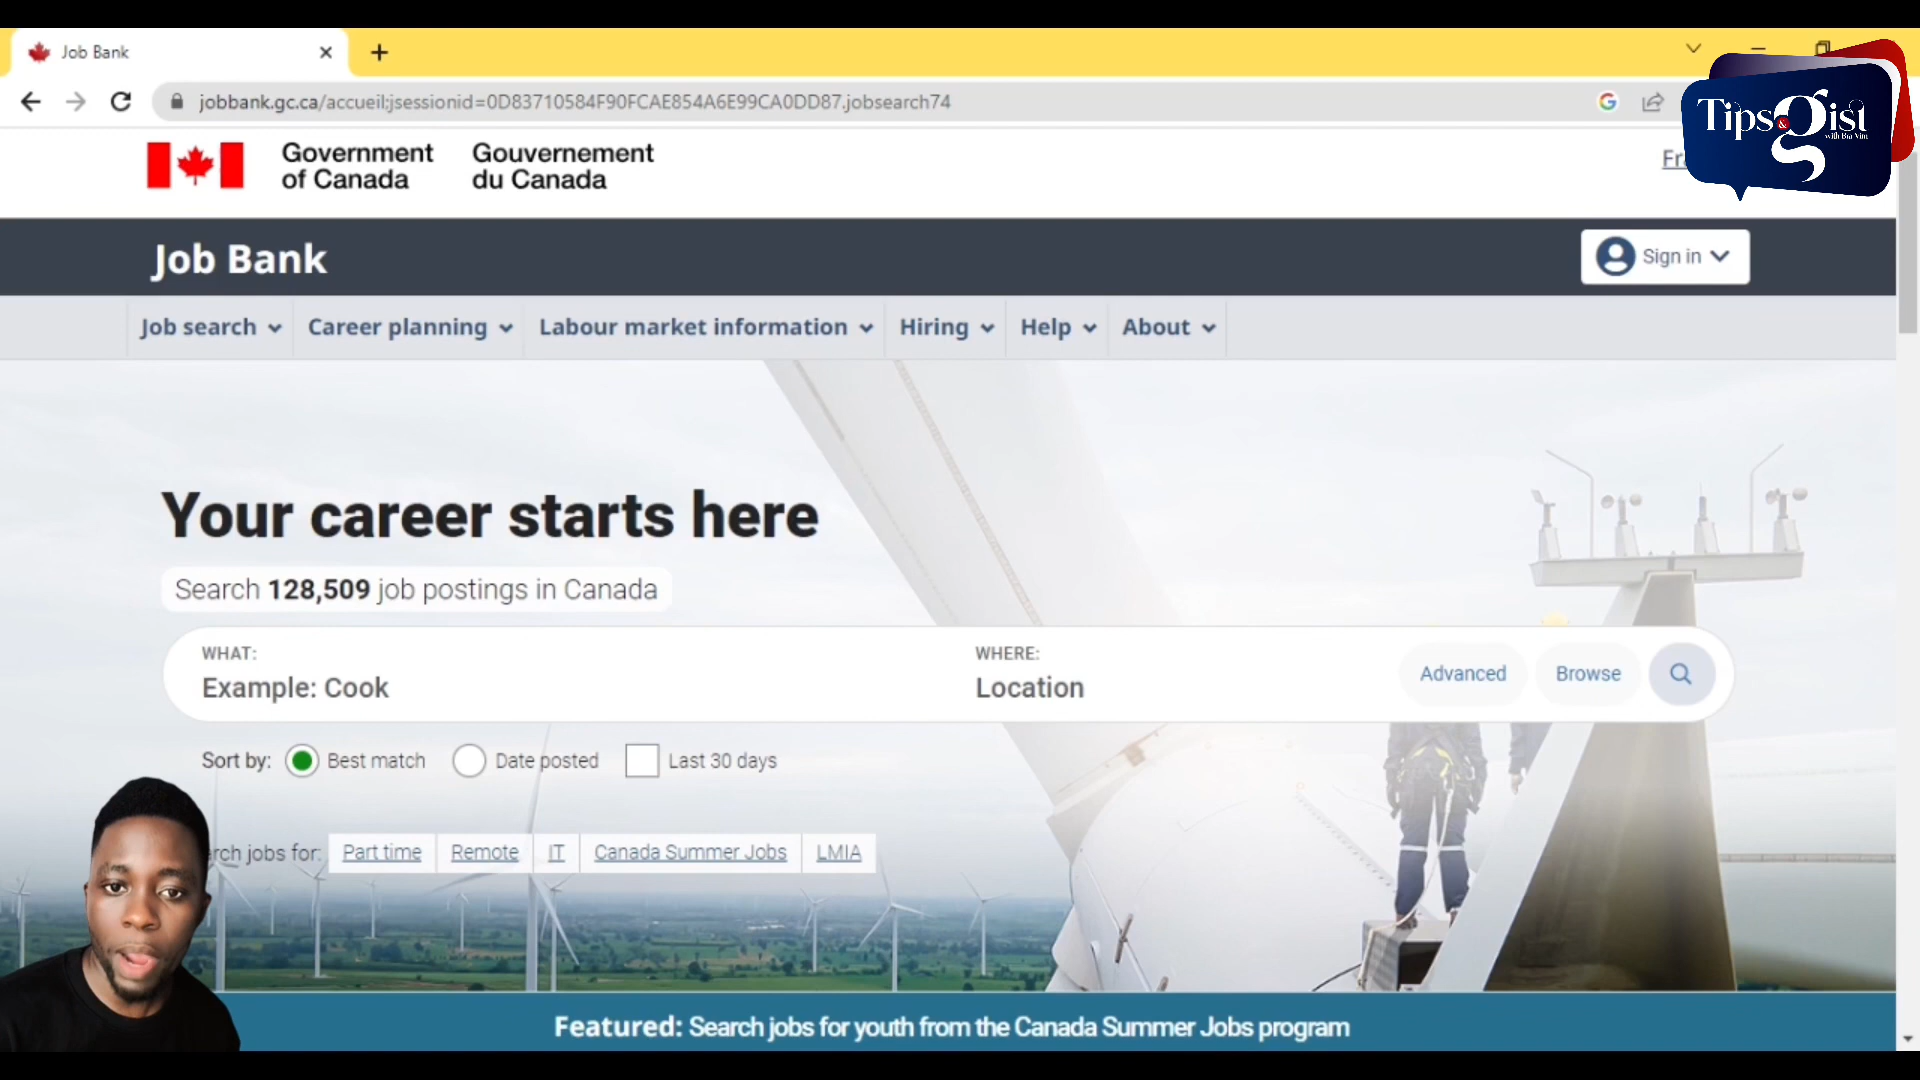 Job Bank
jobbank.gc.ca/accueil;jsessionid=0D83710584F90FCAE854A6E99CA0DD87.jobsearch74
Tips & gist
with Bra Vim
Government of Canada
Gouvernement du Canada
Job Bank
Sign in
Job search
Career planning
Labour market information
Hiring
Help
About
Your career starts here
Search 128,509 job postings in Canada
WHAT:
Example: Cook
WHERE:
Location
Advanced
Browse
Sort by:
Best match
Date posted
Last 30 days
jobs for:
Part time
Remote
IT
Canada Summer Jobs
LMIA
Featured: Search jobs for youth from the Canada Summer Jobs program